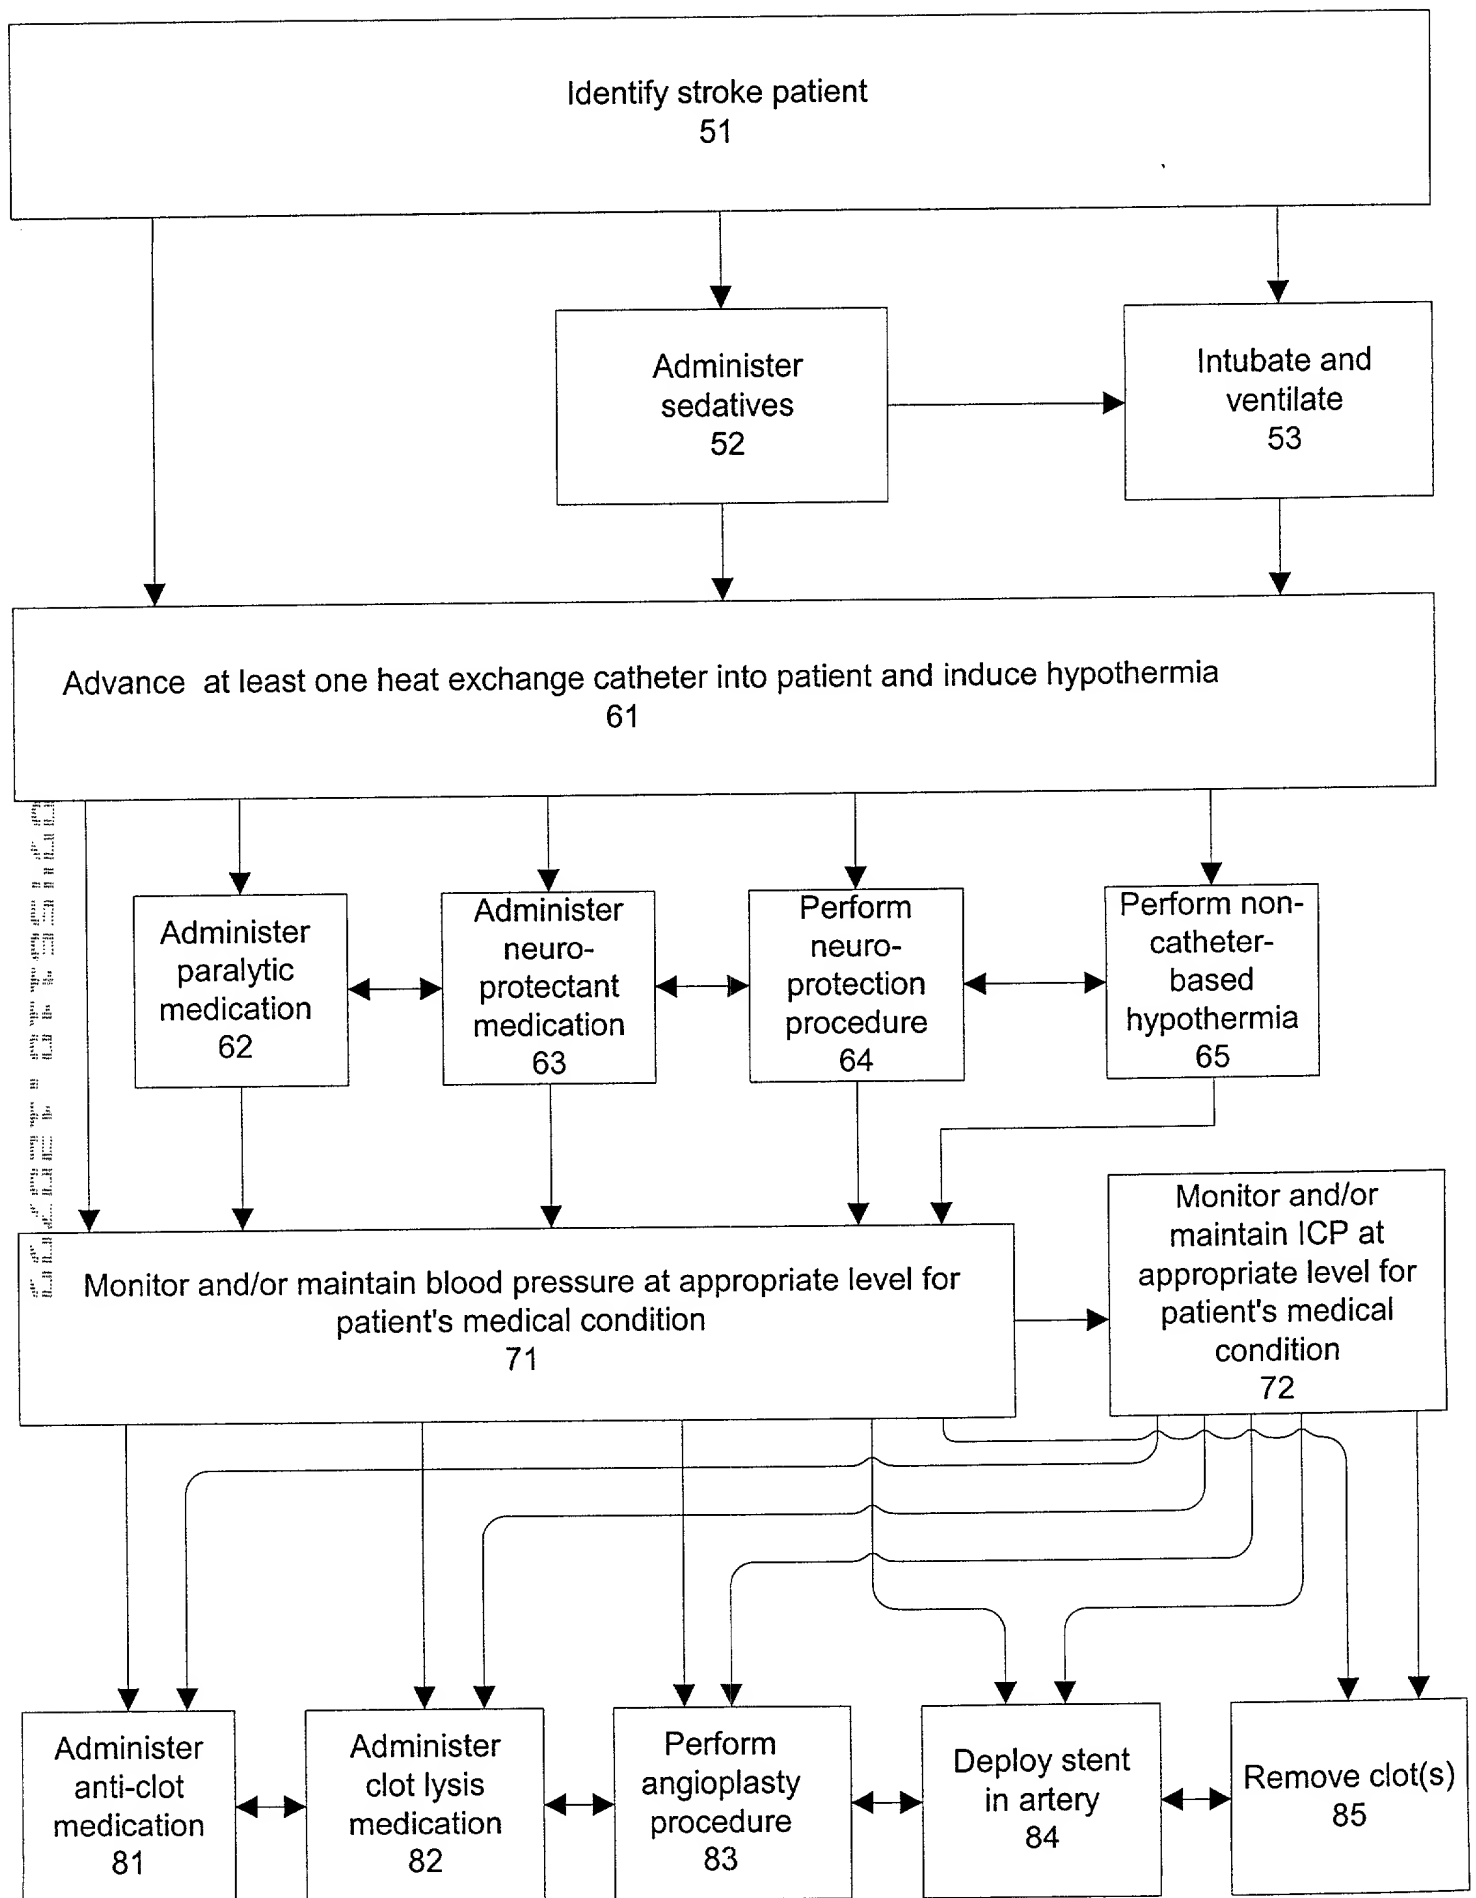 Identify stroke patient
51
Administer
sedatives
52
Intubate and
ventilate
53
Advance at least one heat exchange catheter into patient and induce hypothermia
61
Administer
paralytic
medication
62
Administer
neuro-
protectant
medication
63
Perform
neuro-
protection
procedure
64
Perform non-
catheter-
based
hypothermia
65
Monitor and/or maintain blood pressure at appropriate level for
patient's medical condition
71
Monitor and/or
maintain ICP at
appropriate level for
patient's medical
condition
72
Administer
anti-clot
medication
81
Administer
clot lysis
medication
82
Perform
angioplasty
procedure
83
Deploy stent
in artery
84
Remove clot(s)
85